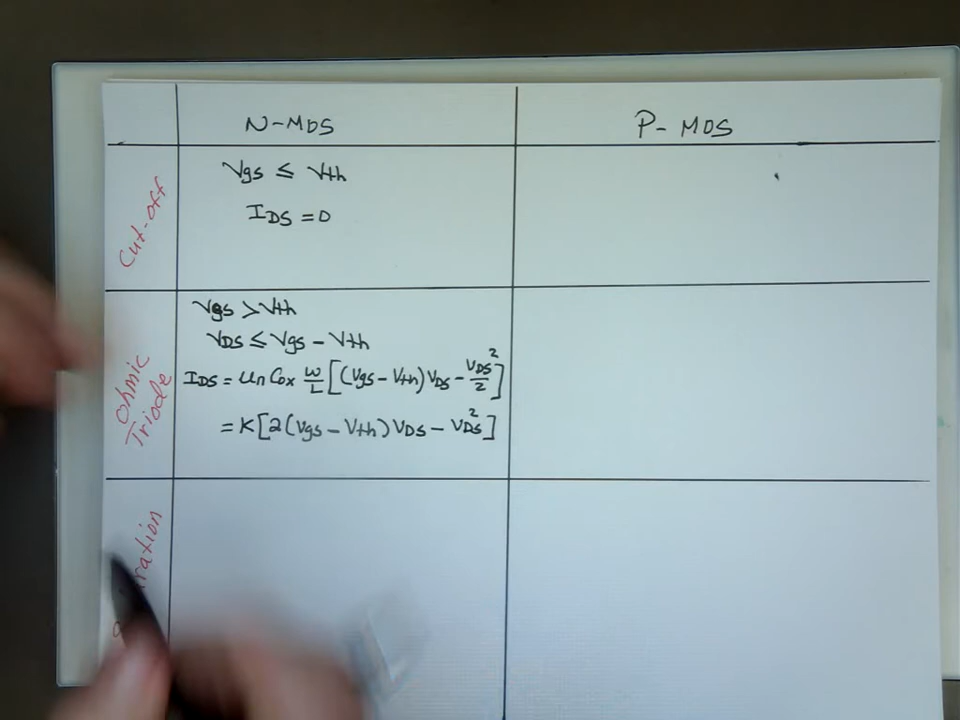 N-MOS
P-MOS
Cut-off
Vgs ≤ Vth
IDS = 0
Ohmic
Triode
Vgs > Vth
VDS ≤ Vgs - Vth
IDS = Un Cox W/L [(Vgs - Vth) VDS - VDS²/2]
= K [2(Vgs - Vth) VDS - VDS²]